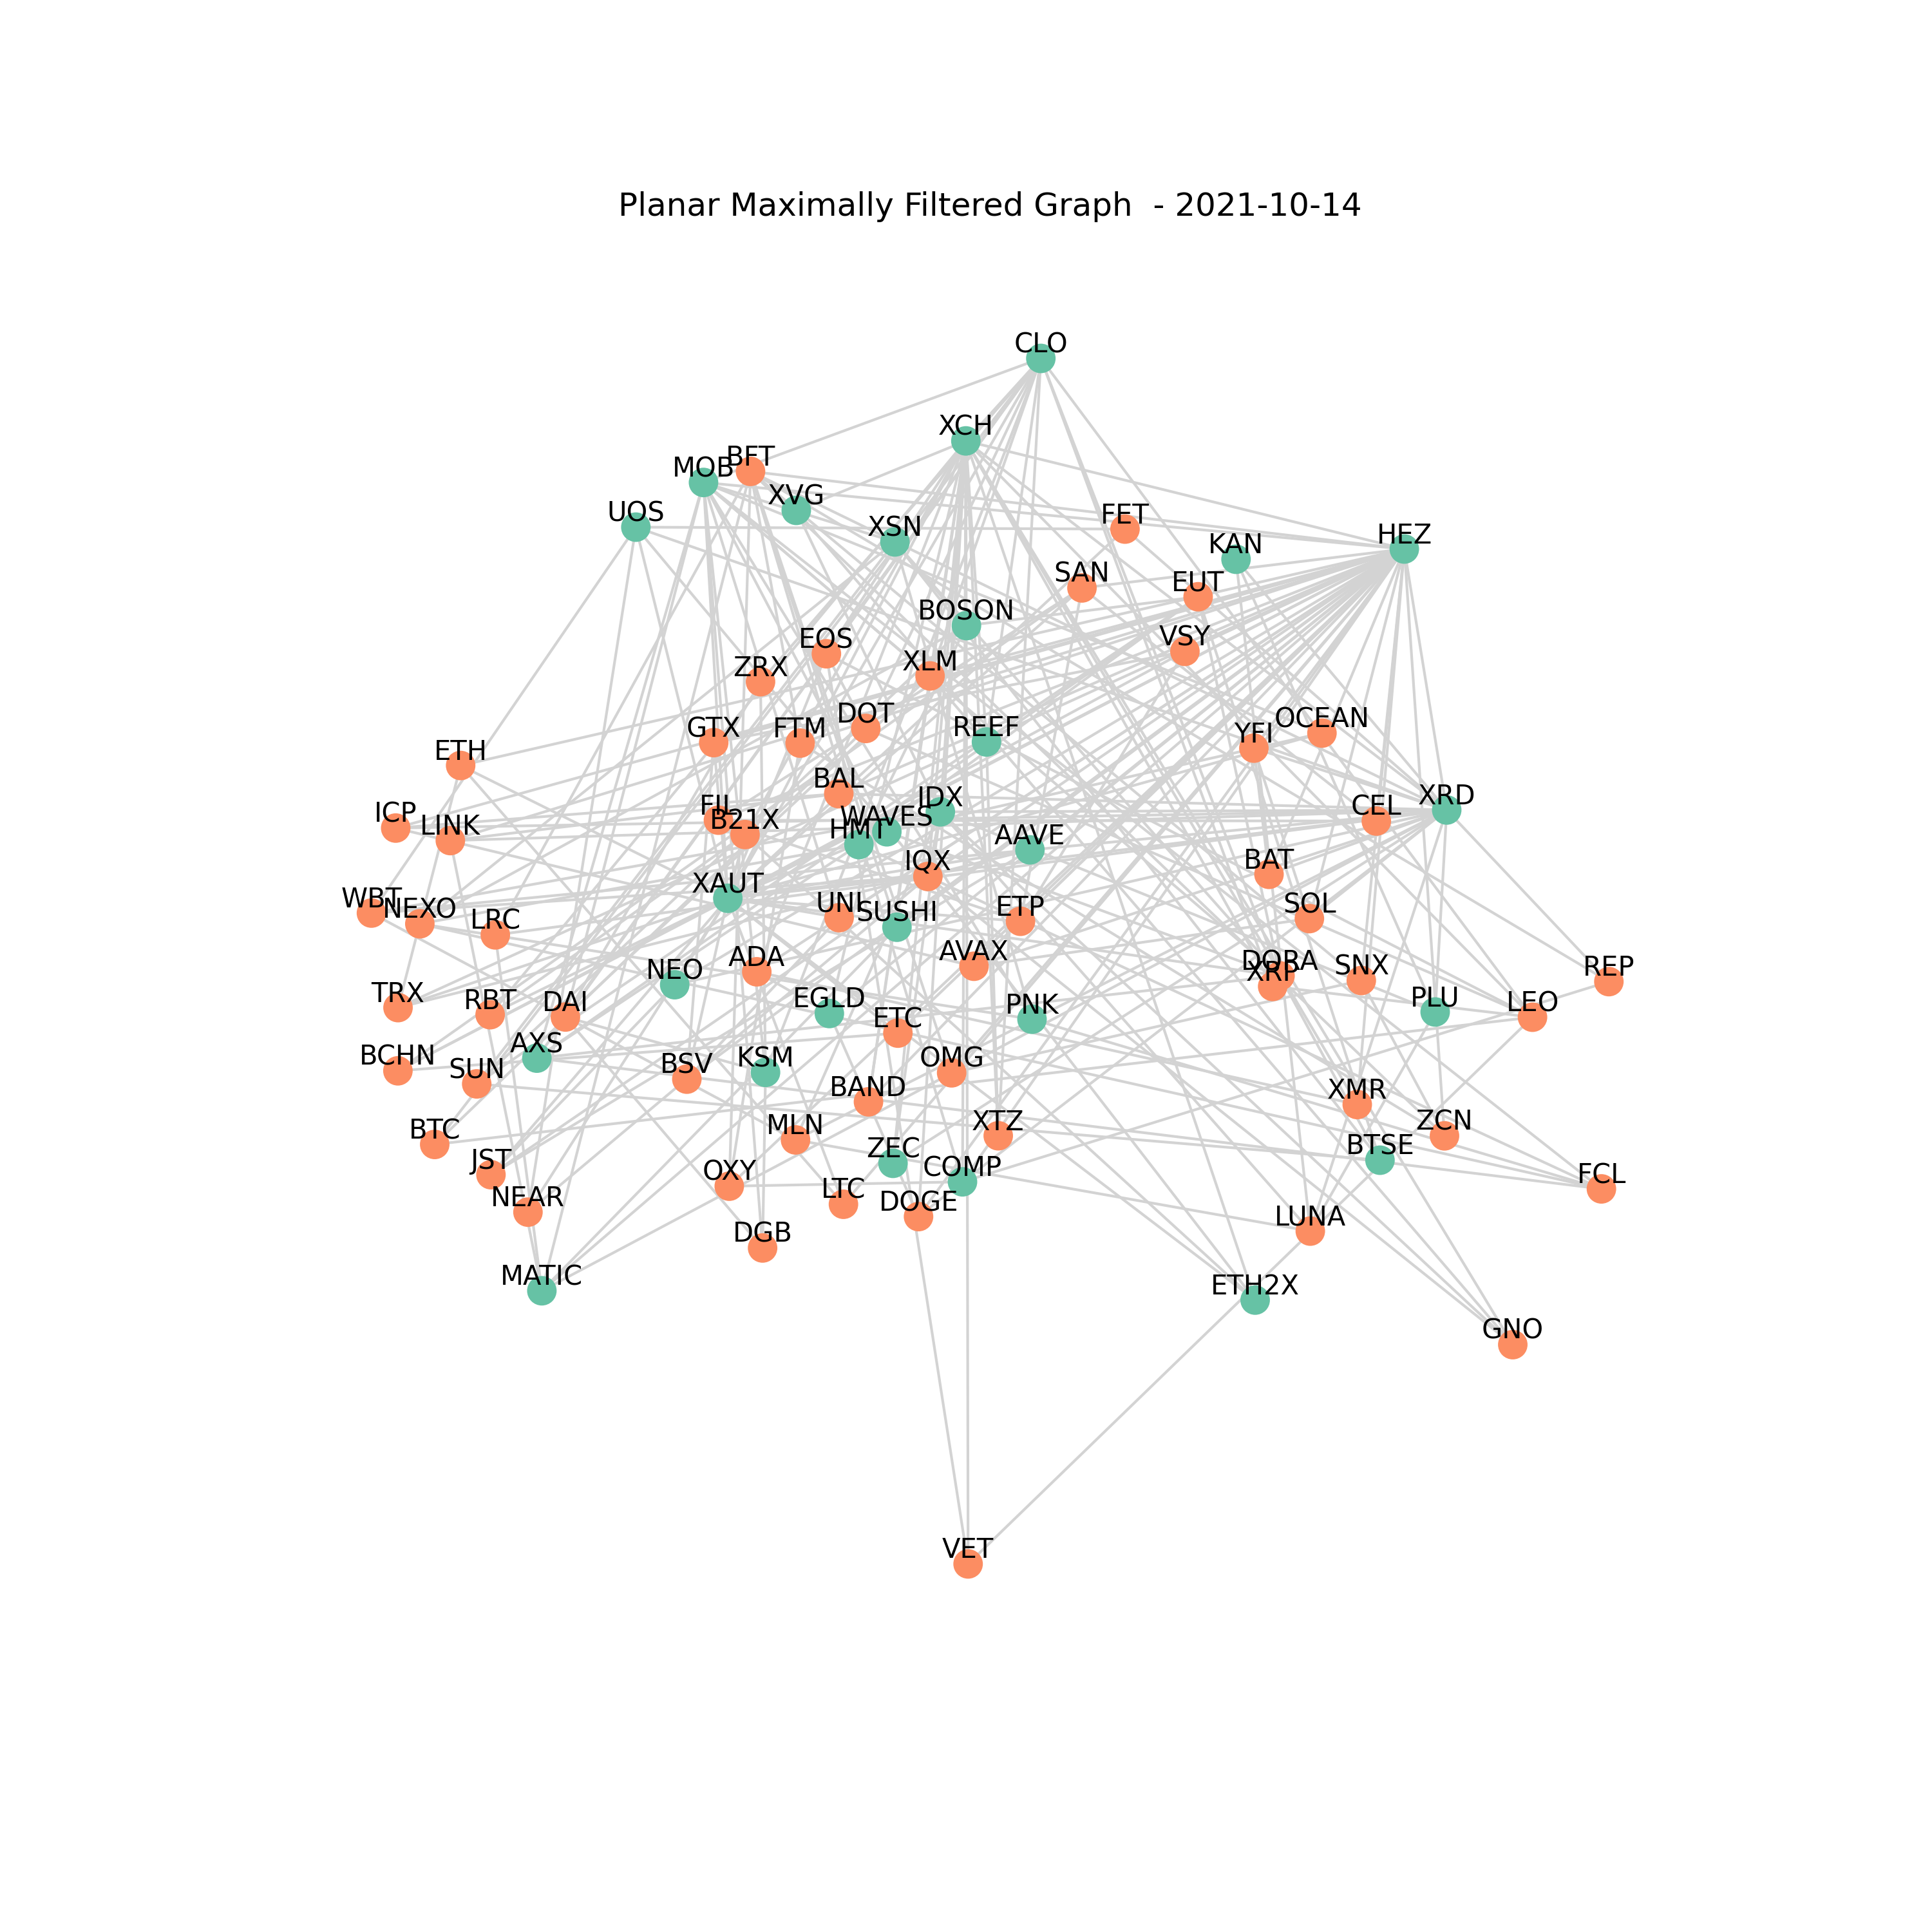 Planar Maximally Filtered Graph  - 2021-10-14
CLO
XCH
BFT
MOB
XVG
UOS
FET
XSN
HEZ
KAN
SAN
EUT
BOSON
VSY
EOS
XLM
ZRX
DOT
OCEAN
GTX
FTM
REEF
YFI
ETH
BAL
IDX
XRD
FIL
CEL
ICP
WAVES
B21X
LINK
HMT
AAVE
IQX
BAT
XAUT
WBT
UNI
ETP
SOL
NEXO
SUSHI
LRC
AVAX
ADA
DORA
SNX
REP
NEO
TRX
EGLD
PLU
RBT
DAI
PNK
LEO
ETC
AXS
BCHN
OMG
KSM
BSV
SUN
BAND
XMR
ZCN
MLN
XTZ
BTC
BTSE
ZEC
JST
COMP
OXY
FCL
LTC
NEAR
DOGE
LUNA
DGB
MATIC
ETH2X
GNO
VET